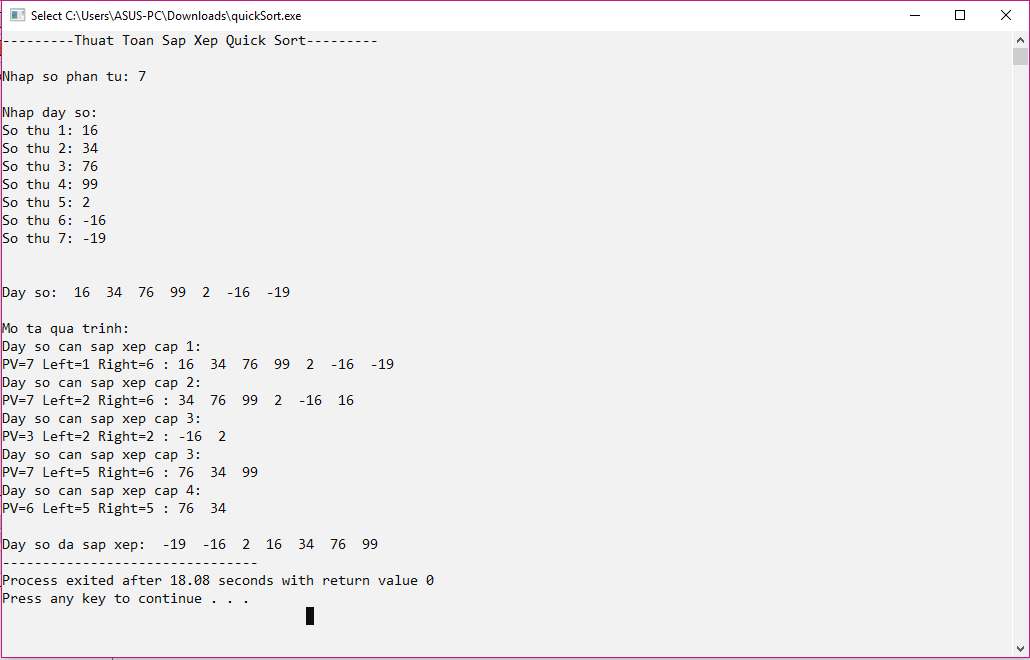 Select C:\Users\ASUS-PC\Downloads\quickSort.exe
---------Thuat Toan Sap Xep Quick Sort---------
Nhap so phan tu: 7
Nhap day so:
So thu 1: 16
So thu 2: 34
So thu 3: 76
So thu 4: 99
So thu 5: 2
So thu 6: -16
So thu 7: -19
Day so:  16  34  76  99  2  -16  -19
Mo ta qua trinh:
Day so can sap xep cap 1:
PV=7 Left=1 Right=6 : 16  34  76  99  2  -16  -19
Day so can sap xep cap 2:
PV=7 Left=2 Right=6 : 34  76  99  2  -16  16
Day so can sap xep cap 3:
PV=3 Left=2 Right=2 : -16  2
Day so can sap xep cap 3:
PV=7 Left=5 Right=6 : 76  34  99
Day so can sap xep cap 4:
PV=6 Left=5 Right=5 : 76  34
Day so da sap xep:  -19  -16  2  16  34  76  99
--------------------------------
Process exited after 18.08 seconds with return value 0
Press any key to continue . . .